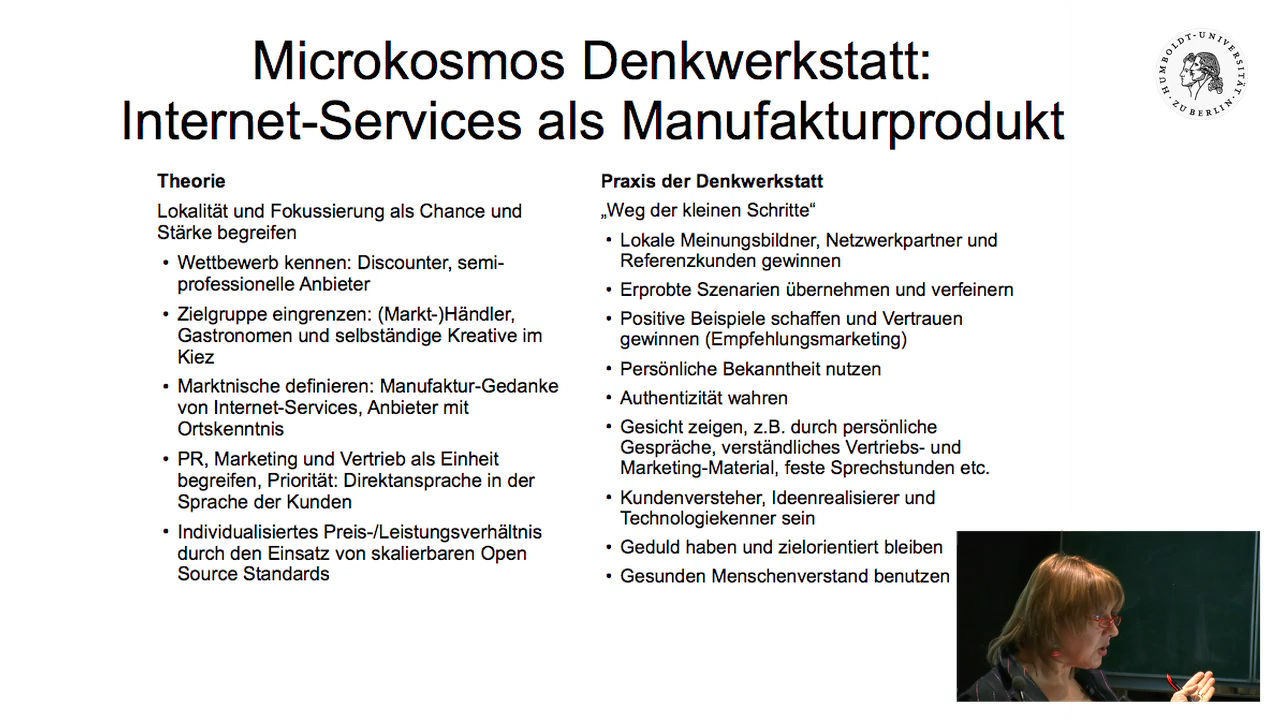 Microkosmos Denkwerkstatt:
Internet-Services als Manufakturprodukt
HUMBOLDT-UNIVERSITÄT
ZU BERLIN
Theorie
Lokalität und Fokussierung als Chance und
Stärke begreifen
• Wettbewerb kennen: Discounter, semi-
professionelle Anbieter
• Zielgruppe eingrenzen: (Markt-)Händler,
Gastronomen und selbständige Kreative im
Kiez
• Marktnische definieren: Manufaktur-Gedanke
von Internet-Services, Anbieter mit
Ortskenntnis
• PR, Marketing und Vertrieb als Einheit
begreifen, Priorität: Direktansprache in der
Sprache der Kunden
• Individualisiertes Preis-/Leistungsverhältnis
durch den Einsatz von skalierbaren Open
Source Standards
Praxis der Denkwerkstatt
„Weg der kleinen Schritte“
• Lokale Meinungsbildner, Netzwerkpartner und
Referenzkunden gewinnen
• Erprobte Szenarien übernehmen und verfeinern
• Positive Beispiele schaffen und Vertrauen
gewinnen (Empfehlungsmarketing)
• Persönliche Bekanntheit nutzen
• Authentizität wahren
• Gesicht zeigen, z.B. durch persönliche
Gespräche, verständliches Vertriebs- und
Marketing-Material, feste Sprechstunden etc.
• Kundenversteher, Ideenrealisierer und
Technologiekenner sein
• Geduld haben und zielorientiert bleiben
• Gesunden Menschenverstand benutzen